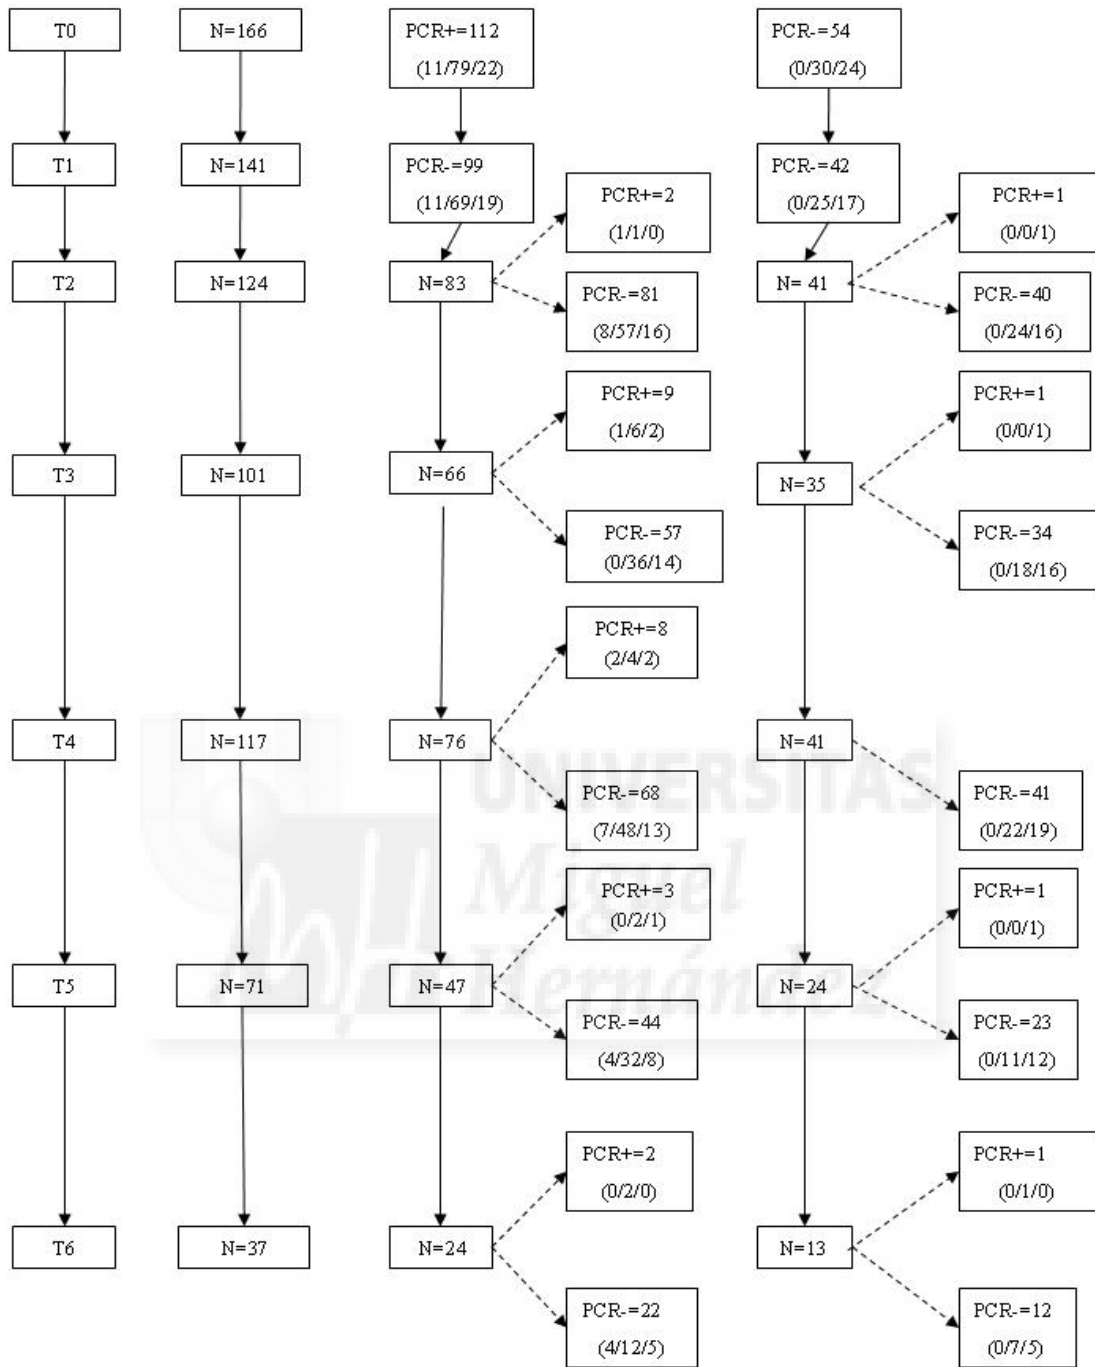 T0
N=166
PCR+=112
(11/79/22)
PCR-=54
(0/30/24)
T1
N=141
PCR-=99
(11/69/19)
PCR-=42
(0/25/17)
PCR+=2
(1/1/0)
PCR+=1
(0/0/1)
T2
N=124
N=83
PCR-=81
(8/57/16)
N= 41
PCR-=40
(0/24/16)
PCR+=9
(1/6/2)
PCR+=1
(0/0/1)
T3
N=101
N=66
N=35
PCR-=57
(0/36/14)
PCR-=34
(0/18/16)
PCR+=8
(2/4/2)
T4
N=117
N=76
N=41
PCR-=68
(7/48/13)
PCR-=41
(0/22/19)
UNIVERSITAS
Miguel
Hernández
PCR+=3
(0/2/1)
PCR+=1
(0/0/1)
T5
N=71
N=47
N=24
PCR-=44
(4/32/8)
PCR-=23
(0/11/12)
PCR+=2
(0/2/0)
PCR+=1
(0/1/0)
T6
N=37
N=24
N=13
PCR-=22
(4/12/5)
PCR-=12
(0/7/5)